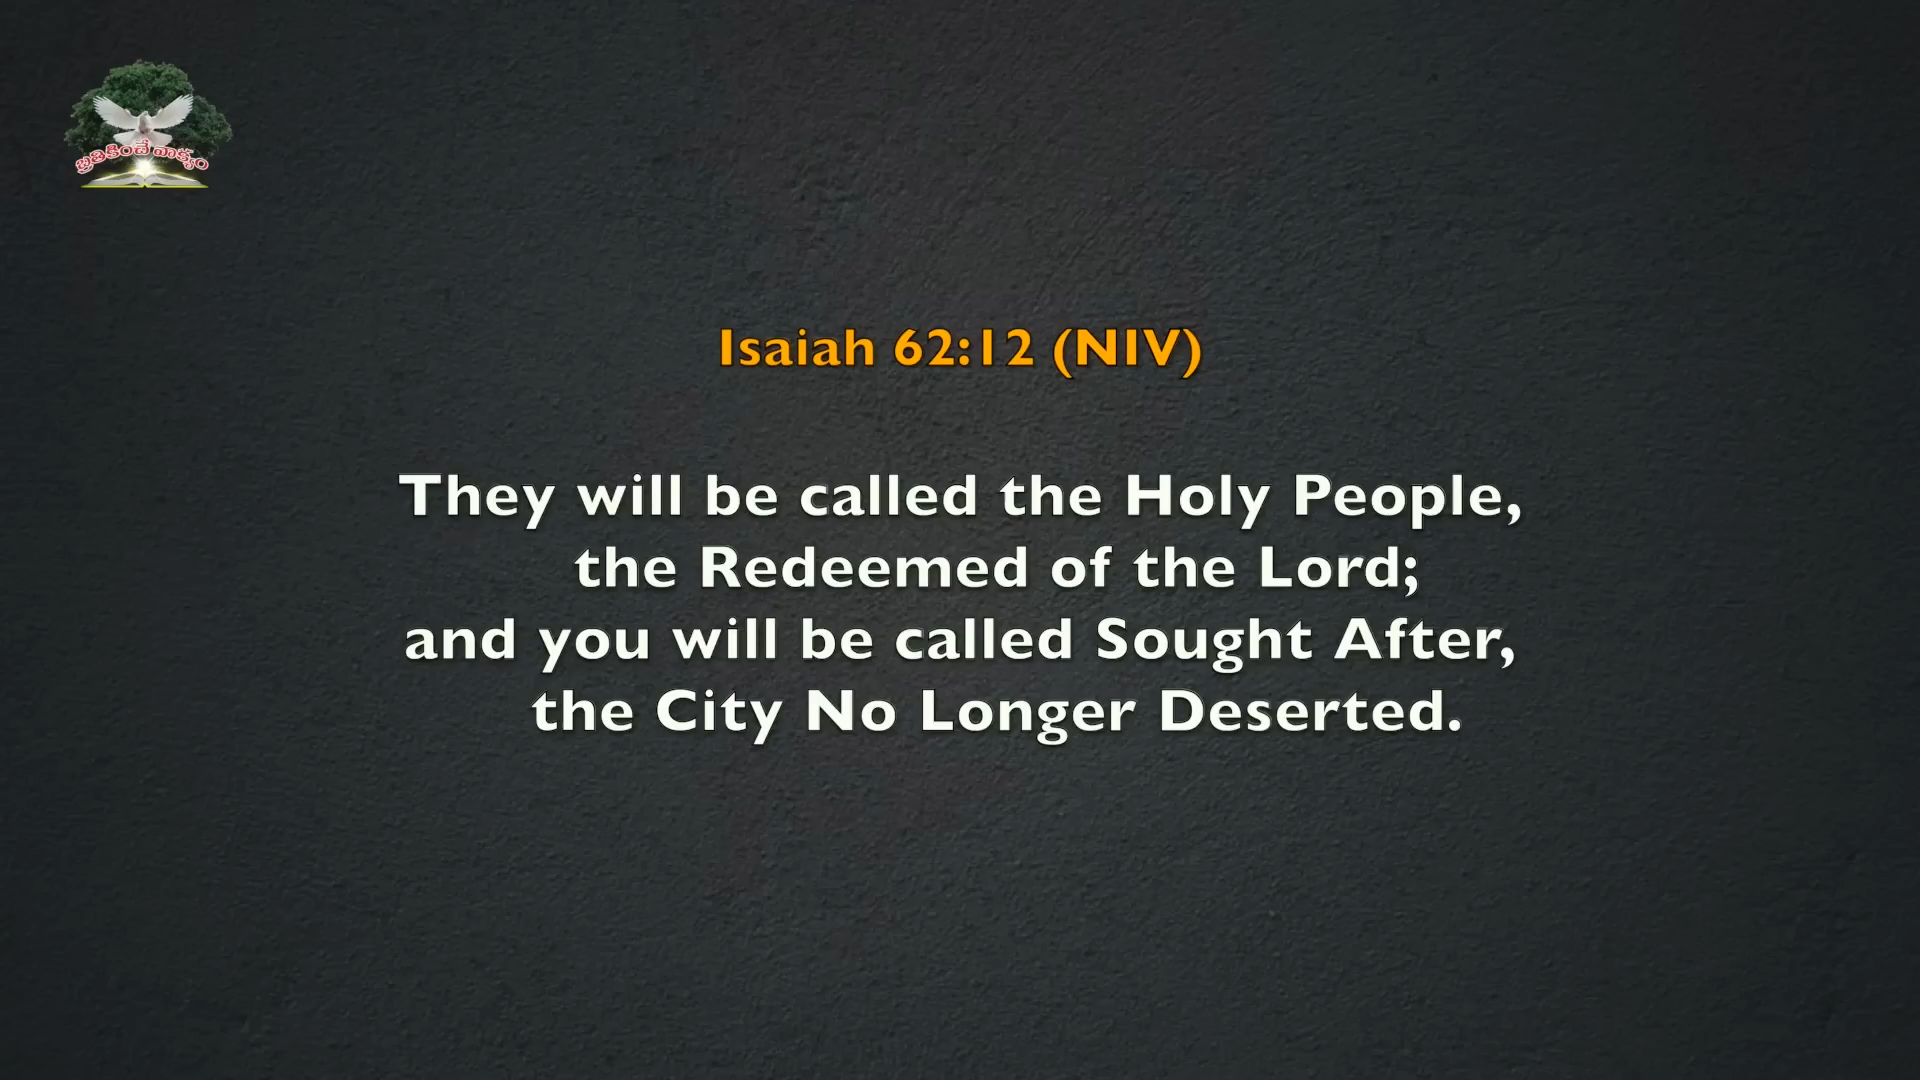 బ్రతికించే వాక్యం
Isaiah 62:12 (NIV)
They will be called the Holy People,
the Redeemed of the Lord;
and you will be called Sought After,
the City No Longer Deserted.